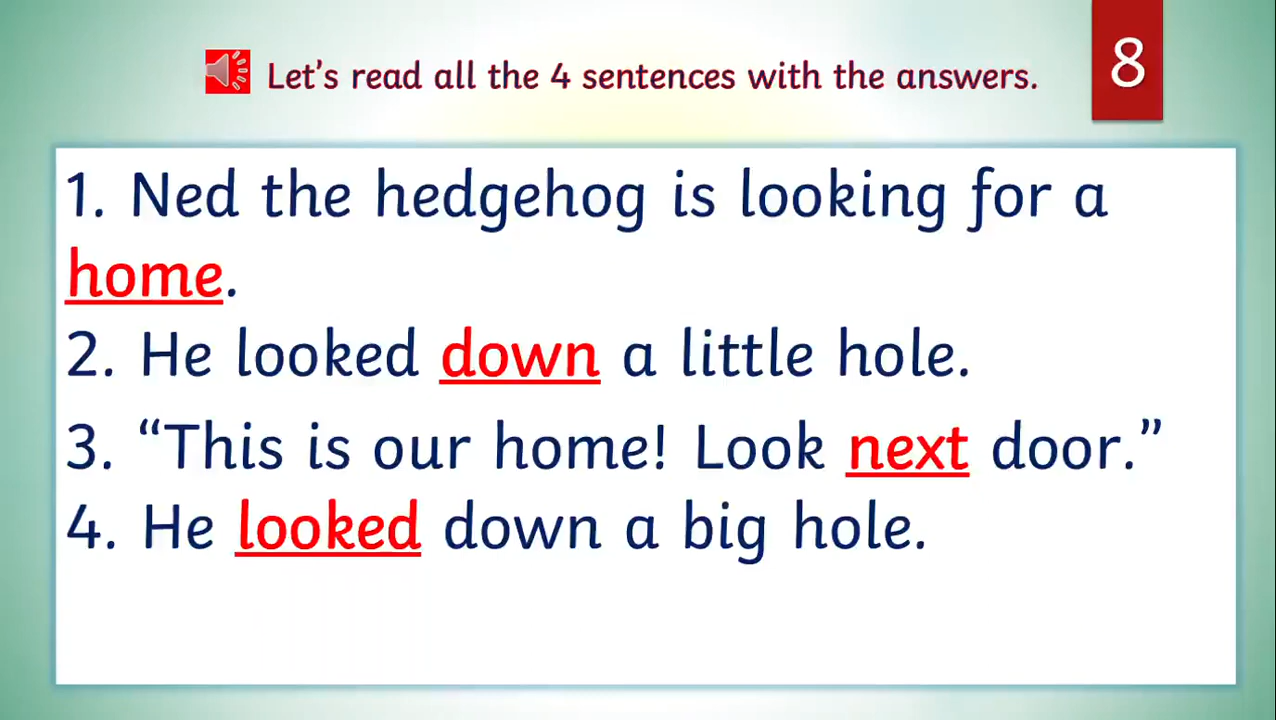 Let's read all the 4 sentences with the answers.
8
1. Ned the hedgehog is looking for a
home.
2. He looked down a little hole.
3. “This is our home! Look next door.”
4. He looked down a big hole.